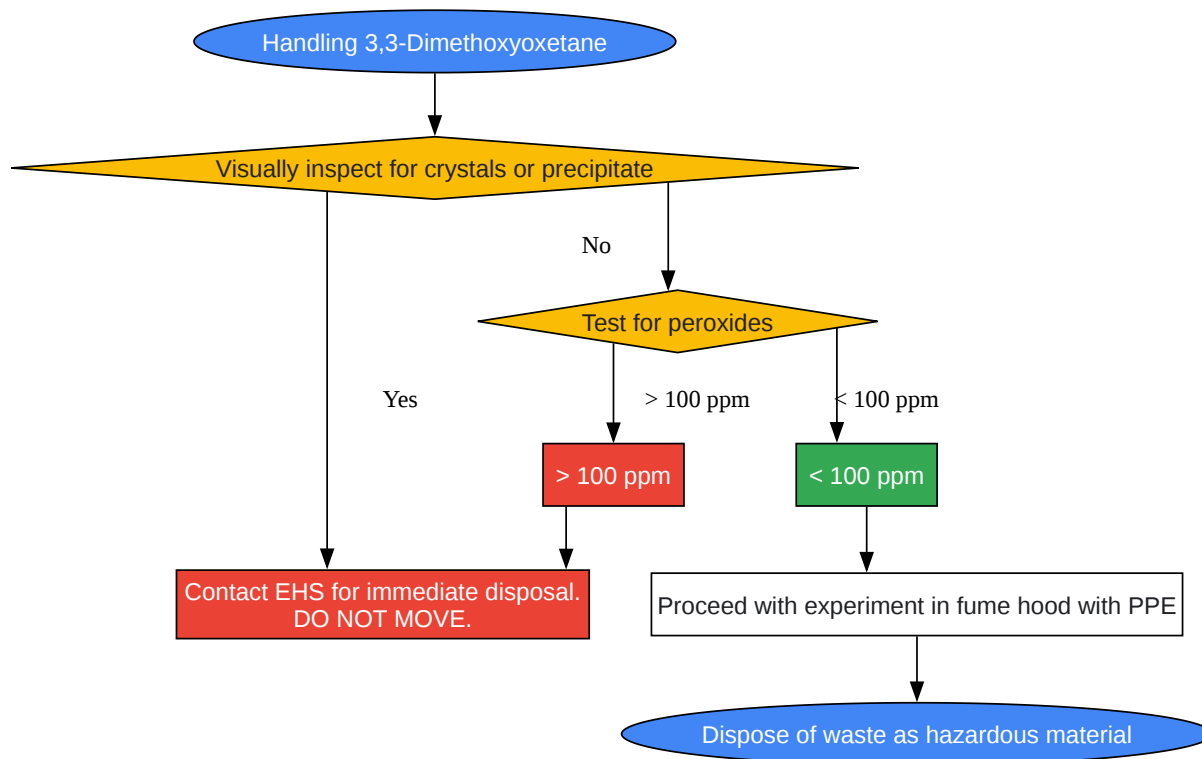 Handling 3,3-Dimethoxyoxetane
Visually inspect for crystals or precipitate
No
Test for peroxides
Yes
> 100 ppm
< 100 ppm
> 100 ppm
< 100 ppm
Contact EHS for immediate disposal.
DO NOT MOVE.
Proceed with experiment in fume hood with PPE
Dispose of waste as hazardous material